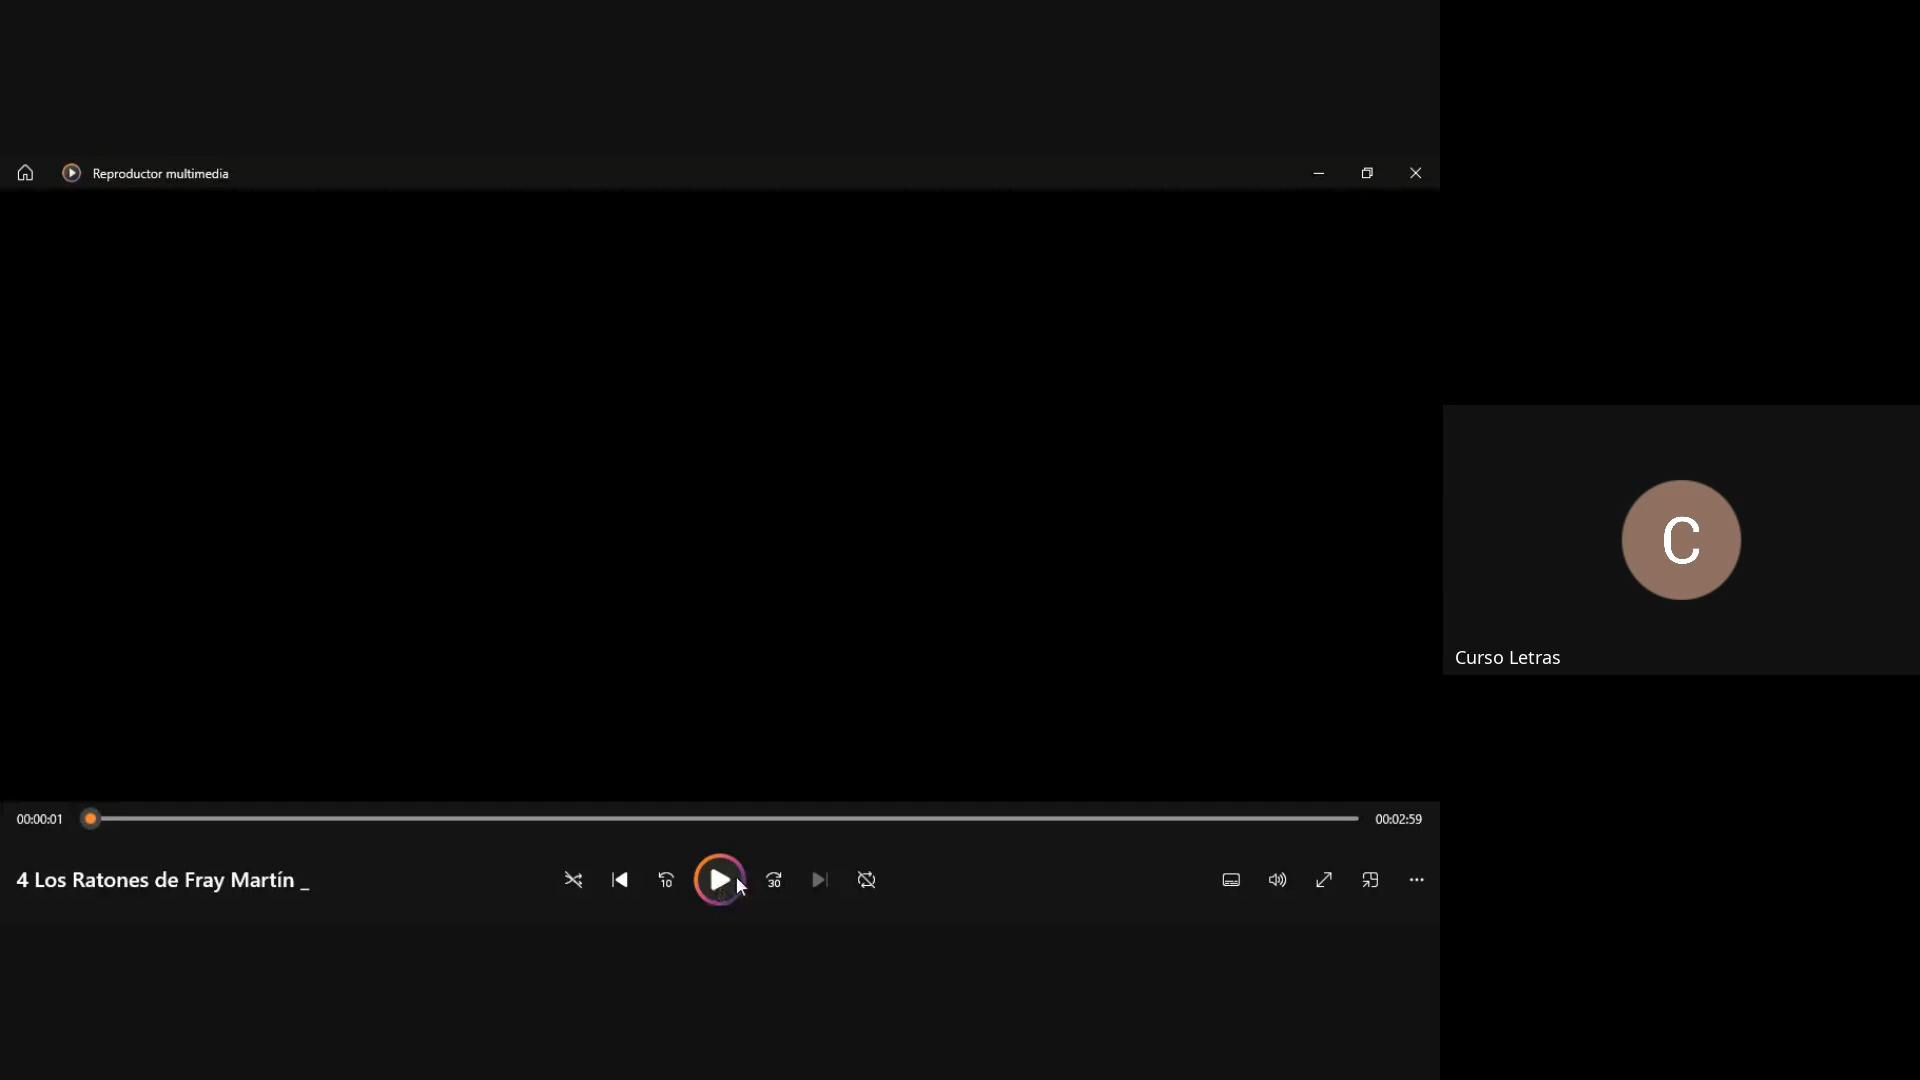 Reproductor multimedia
C
Curso Letras
00:00:01
00:02:59
4 Los Ratones de Fray Martín _
10
30